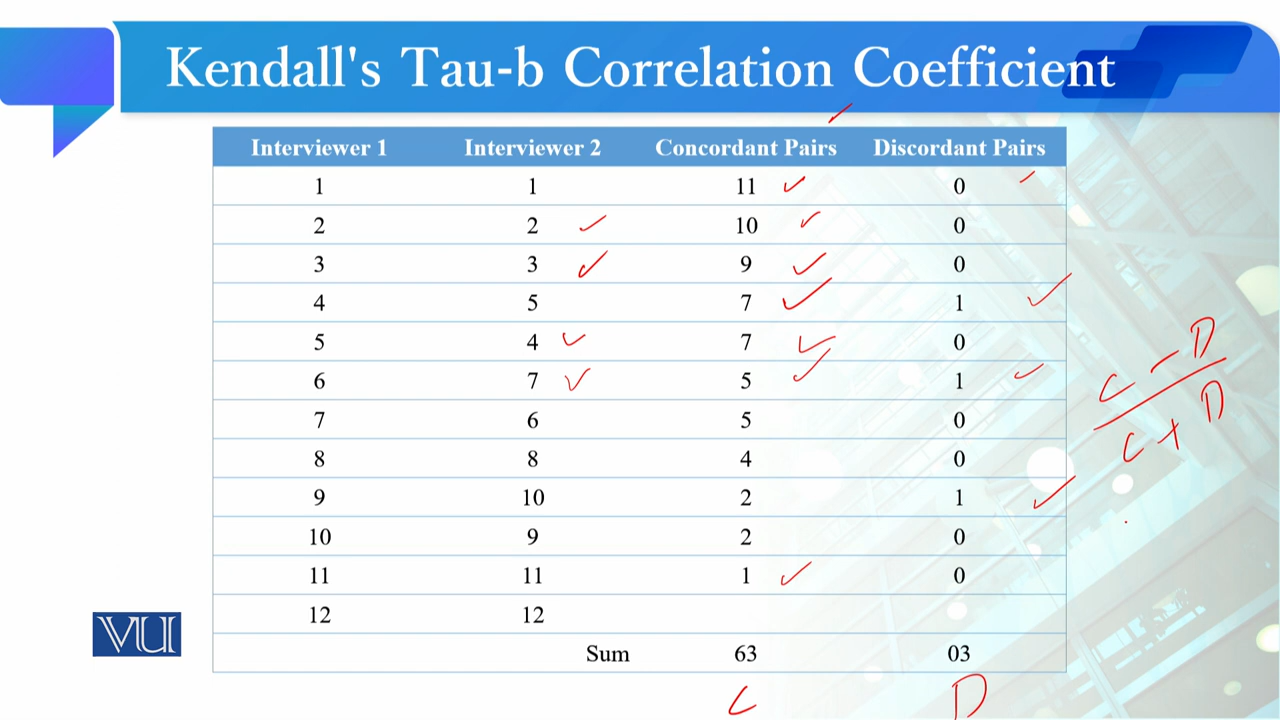 Kendall's Tau-b Correlation Coefficient
Interviewer 1 Interviewer 2 Concordant Pairs Discordant Pairs
1 1 11 0
2 2 10 0
3 3 9 0
4 5 7 1
5 4 7 0
6 7 5 1
7 6 5 0
8 8 4 0
9 10 2 1
10 9 2 0
11 11 1 0
12 12
Sum 63 03
C D
C - D
C + D
VU